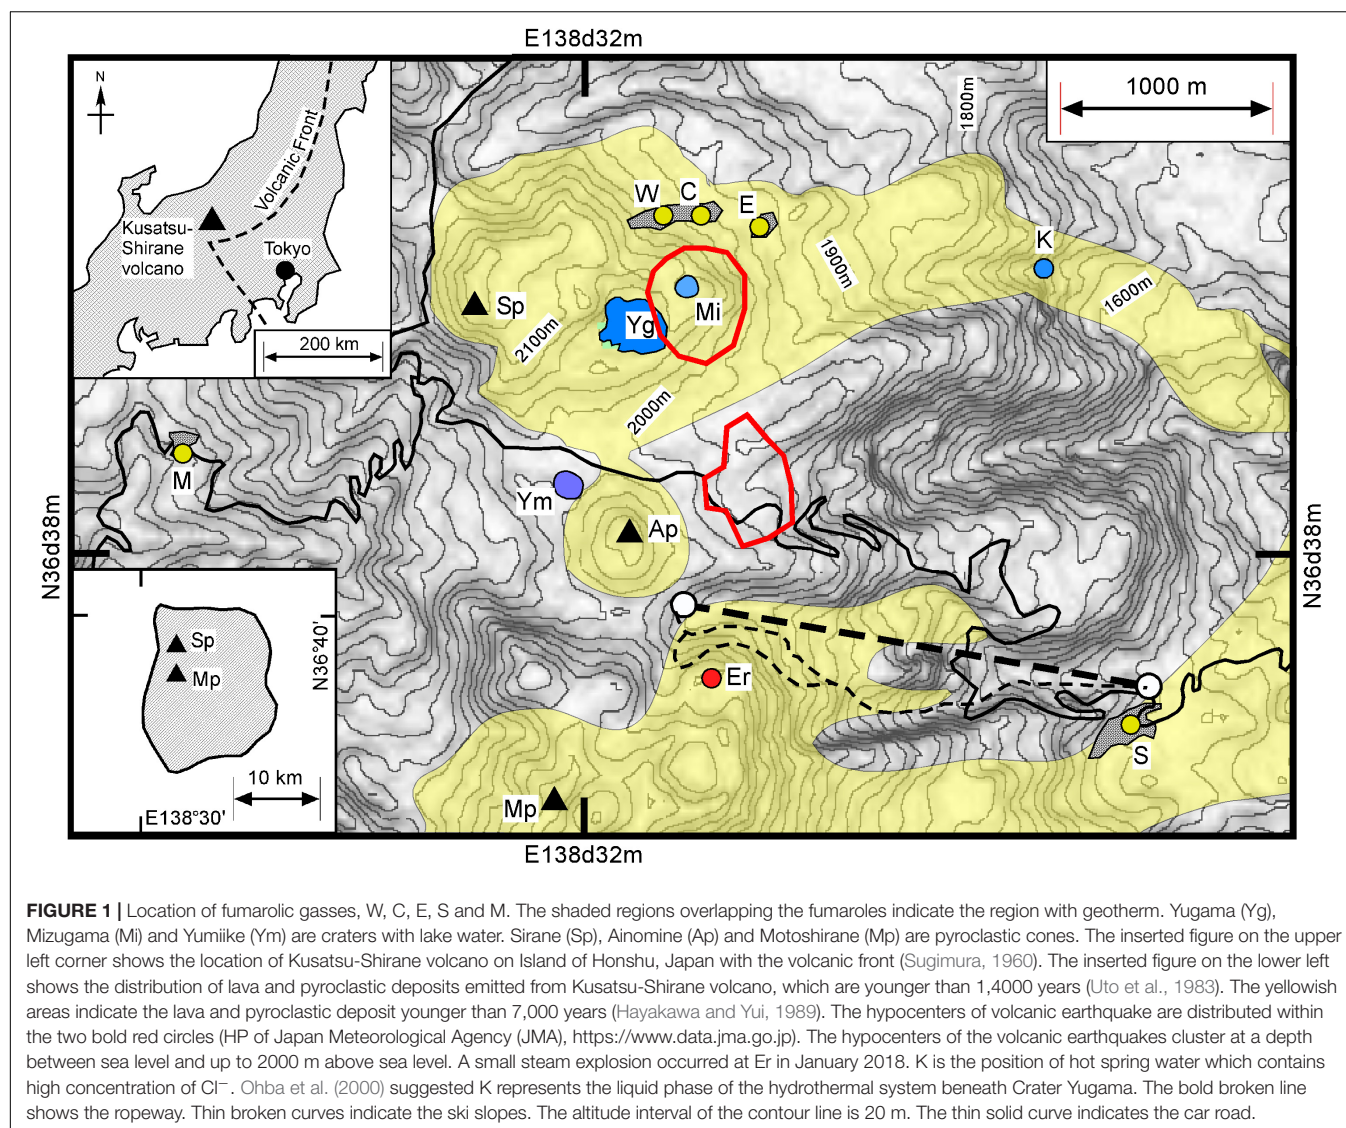 E138d32m
N
Volcanic Front
Kusatsu-
Shirane
volcano
Tokyo
200 km
1000 m
1800m
W
C
E
K
1900m
1600m
Sp
Yg
Mi
2100m
2000m
M
Ym
Ap
N36d38m
N36d38m
Sp
Mp
N36°40'
10 km
E138°30'
Er
S
Mp
E138d32m
FIGURE 1 | Location of fumarolic gasses, W, C, E, S and M. The shaded regions overlapping the fumaroles indicate the region with geotherm. Yugama (Yg),
Mizugama (Mi) and Yumiike (Ym) are craters with lake water. Sirane (Sp), Ainomine (Ap) and Motoshirane (Mp) are pyroclastic cones. The inserted figure on the upper
left corner shows the location of Kusatsu-Shirane volcano on Island of Honshu, Japan with the volcanic front (Sugimura, 1960). The inserted figure on the lower left
shows the distribution of lava and pyroclastic deposits emitted from Kusatsu-Shirane volcano, which are younger than 1,4000 years (Uto et al., 1983). The yellowish
areas indicate the lava and pyroclastic deposit younger than 7,000 years (Hayakawa and Yui, 1989). The hypocenters of volcanic earthquake are distributed within
the two bold red circles (HP of Japan Meteorological Agency (JMA), https://www.data.jma.go.jp). The hypocenters of the volcanic earthquakes cluster at a depth
between sea level and up to 2000 m above sea level. A small steam explosion occurred at Er in January 2018. K is the position of hot spring water which contains
high concentration of Cl⁻. Ohba et al. (2000) suggested K represents the liquid phase of the hydrothermal system beneath Crater Yugama. The bold broken line
shows the ropeway. Thin broken curves indicate the ski slopes. The altitude interval of the contour line is 20 m. The thin solid curve indicates the car road.